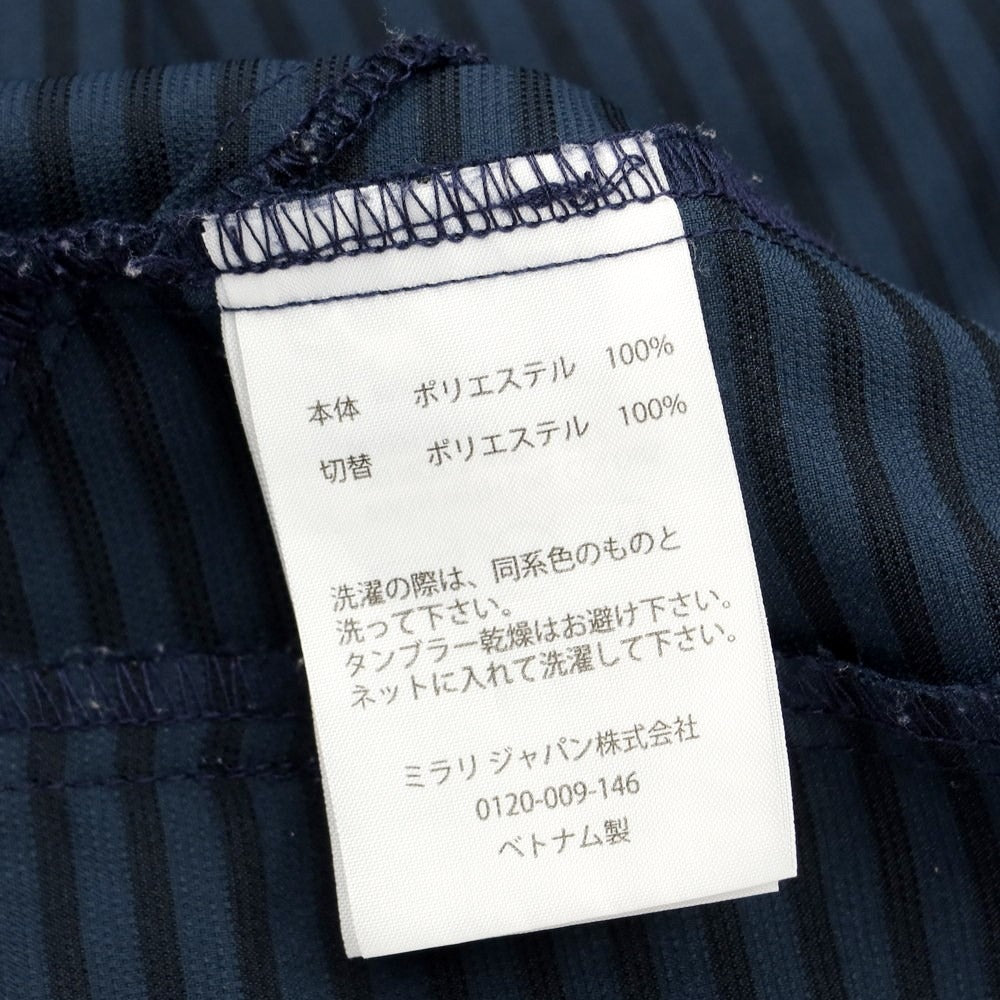 本体 ポリエステル 100%
切替 ポリエステル 100%
洗濯の際は、同系色のものと
洗って下さい。
タンブラー乾燥はお避け下さい。
ネットに入れて洗濯して下さい。
ミラリ ジャパン株式会社
0120-009-146
ベトナム製